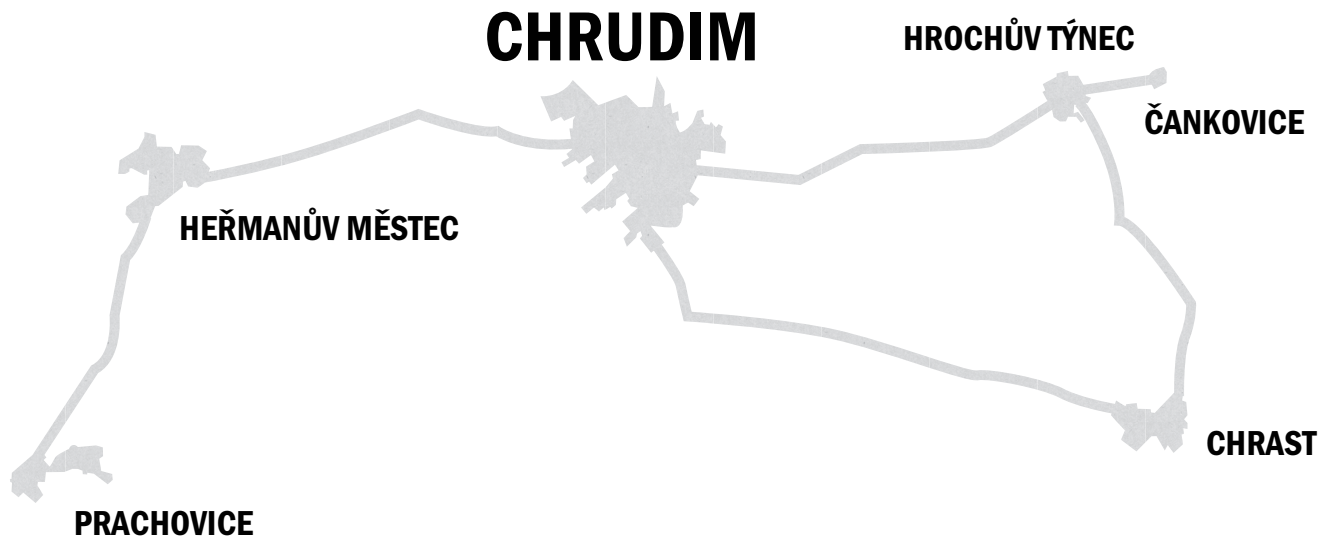 CHRUDIM
HROCHŮV TÝNEC
ČANKOVICE
HEŘMANŮV MĚSTEC
CHRAST
PRACHOVICE